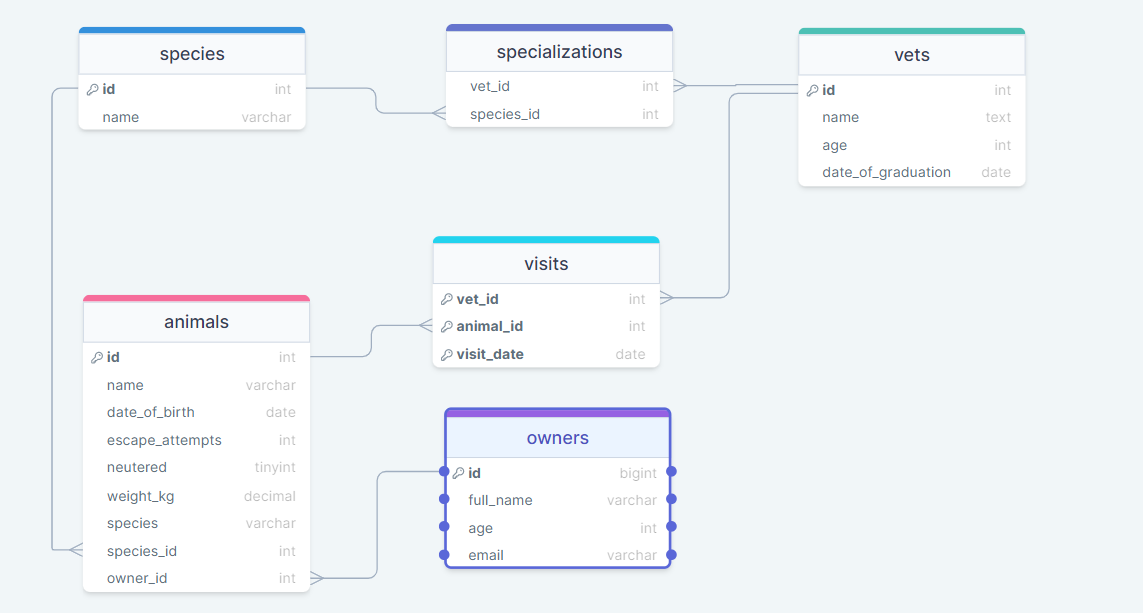 species
id int
name varchar
specializations
vet_id int
species_id int
vets
id int
name text
age int
date_of_graduation date
visits
vet_id int
animal_id int
visit_date date
animals
id int
name varchar
date_of_birth date
escape_attempts int
neutered tinyint
weight_kg decimal
species varchar
species_id int
owner_id int
owners
id bigint
full_name varchar
age int
email varchar